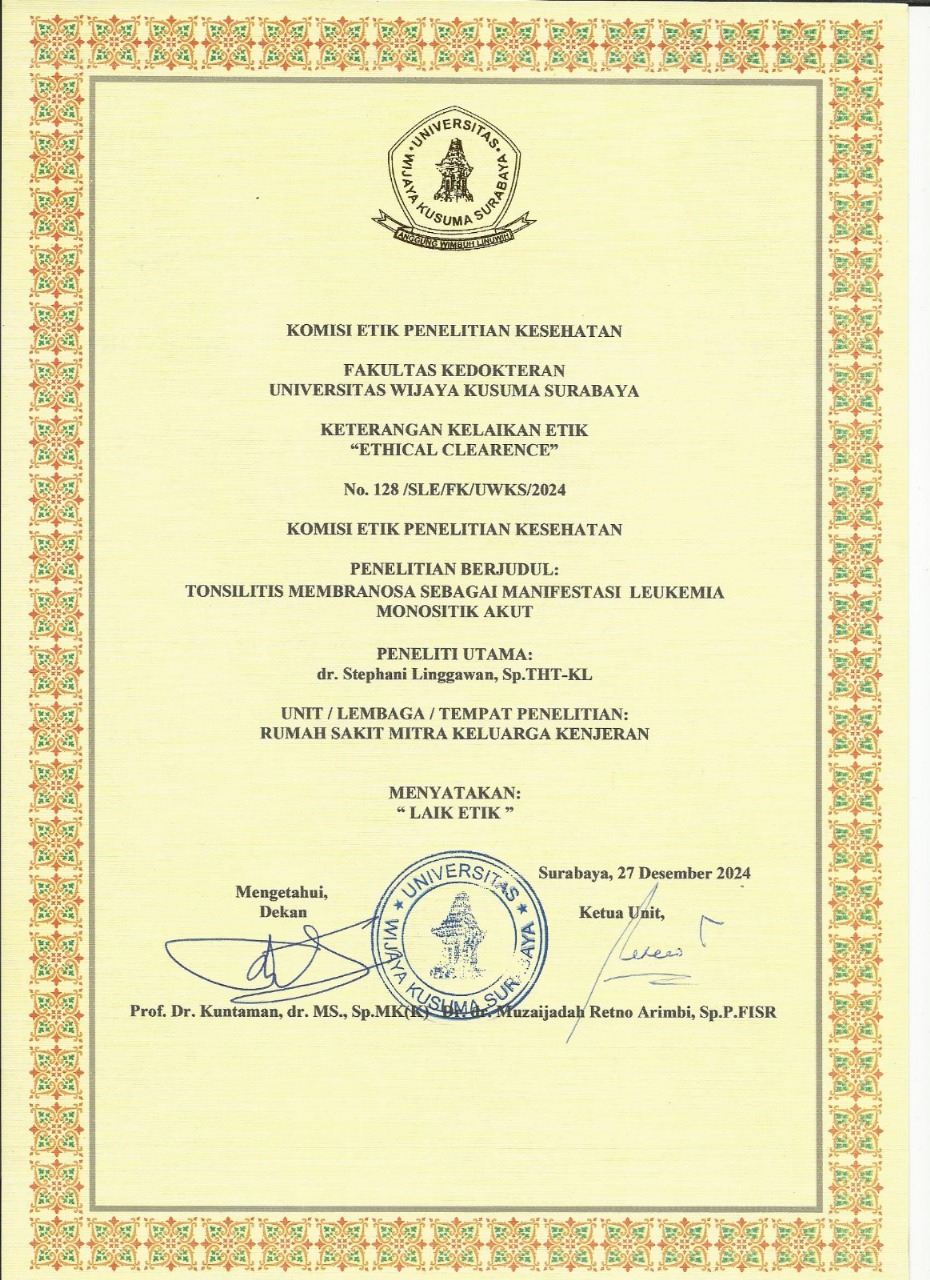 UNIVERSITAS
WIJAYA KUSUMA SURABAYA
ANGGUNG WIMBUH LINUWIH
KOMISI ETIK PENELITIAN KESEHATAN
FAKULTAS KEDOKTERAN
UNIVERSITAS WIJAYA KUSUMA SURABAYA
KETERANGAN KELAIKAN ETIK
“ETHICAL CLEARENCE”
No. 128 /SLE/FK/UWKS/2024
KOMISI ETIK PENELITIAN KESEHATAN
PENELITIAN BERJUDUL:
TONSILITIS MEMBRANOSA SEBAGAI MANIFESTASI LEUKEMIA
MONOSITIK AKUT
PENELITI UTAMA:
dr. Stephani Linggawan, Sp.THT-KL
UNIT / LEMBAGA / TEMPAT PENELITIAN:
RUMAH SAKIT MITRA KELUARGA KENJERAN
MENYATAKAN:
“ LAIK ETIK ”
Surabaya, 27 Desember 2024
Mengetahui,
Dekan
Ketua Unit,
UNIVERSITAS
WIJAYA KUSUMA SURABAYA
Prof. Dr. Kuntaman, dr. MS., Sp.MK(K) Dr. dr. Muzaijadah Retno Arimbi, Sp.P.FISR